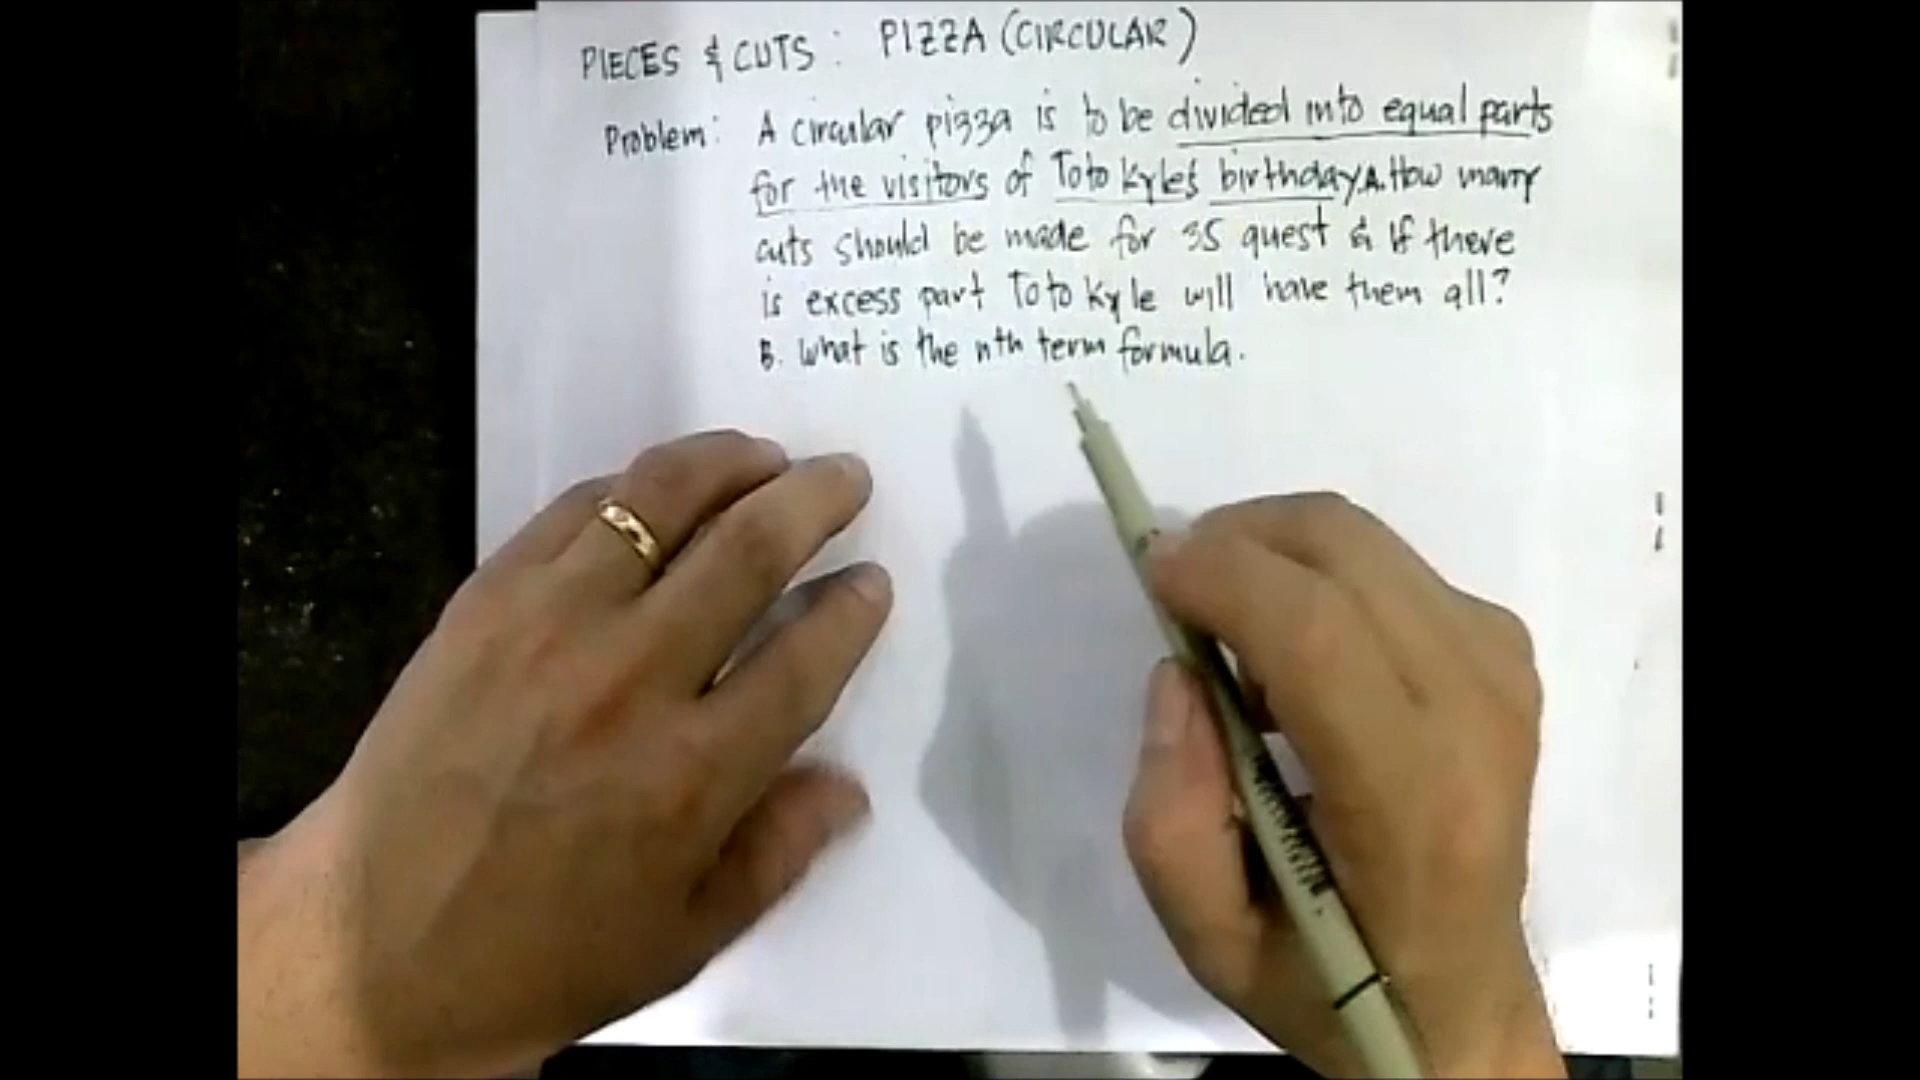 PIECES & CUTS: PIZZA (CIRCULAR)
Problem: A circular pizza is to be divided into equal parts
for the visitors of Toto Kyle's birthday. A. How many
cuts should be made for 35 guest & if there
is excess part Toto Kyle will have them all?
B. What is the nth term formula.